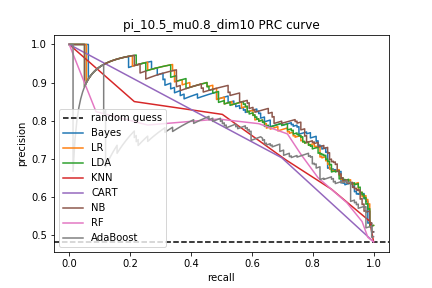 pi_10.5_mu0.8_dim10 PRC curve
precision
1.0
0.9
0.8
0.7
0.6
0.5
random guess
Bayes
LR
LDA
KNN
CART
NB
RF
AdaBoost
0.0 0.2 0.4 0.6 0.8 1.0
recall